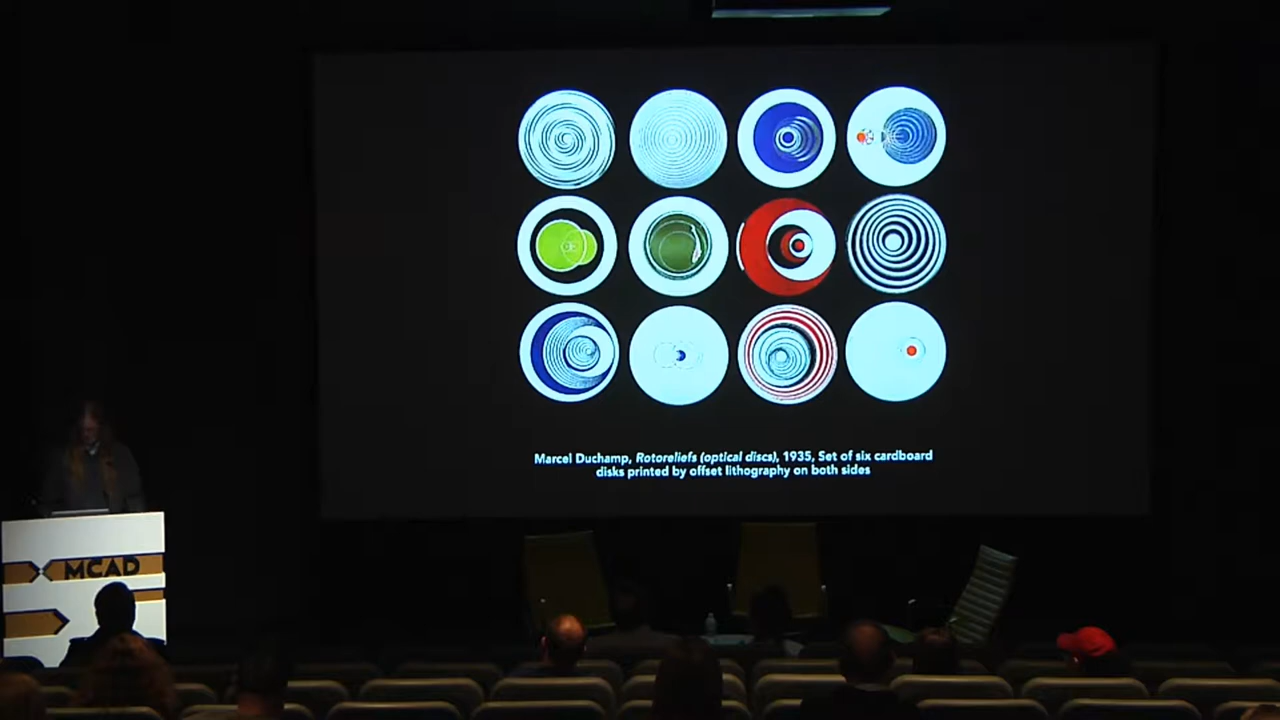 Marcel Duchamp, Rotoreliefs (optical discs), 1935, Set of six cardboard
disks printed by offset lithography on both sides
MCAD